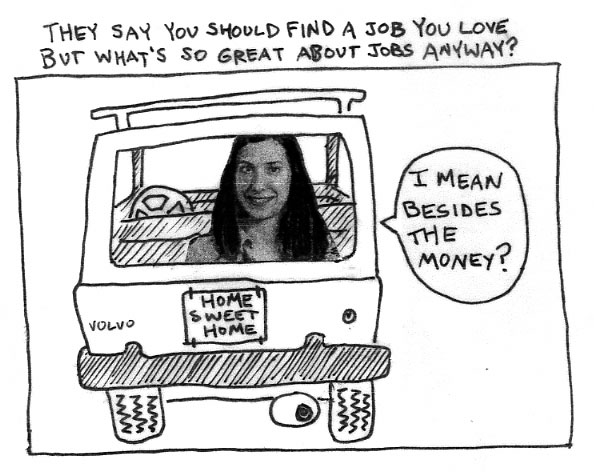 THEY SAY YOU SHOULD FIND A JOB YOU LOVE
BUT WHAT'S SO GREAT ABOUT JOBS ANYWAY?
I MEAN
BESIDES
THE
MONEY?
HOME
SWEET
HOME
VOLVO